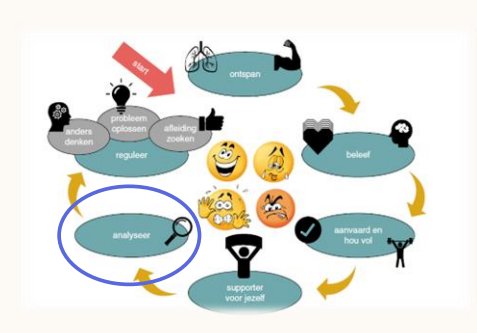 start
ontspan
beleef
aanvaard en
hou vol
supporter
voor jezelf
analyseer
reguleer
anders
denken
probleem
oplossen
afleiding
zoeken